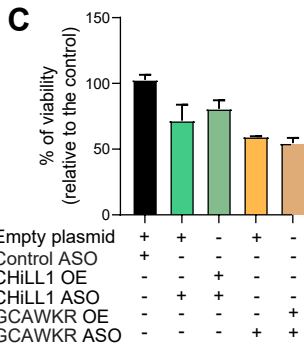 C
% of viability
(relative to the control)
150
100
50
0
Empty plasmid + + - + -
Control ASO + - - - -
CHiLL1 OE - - + - -
CHiLL1 ASO - + + - -
GCAWKR OE - - - - +
GCAWKR ASO - - - + +